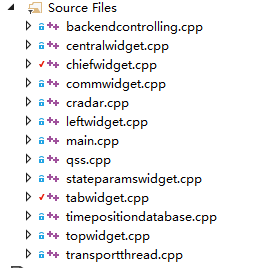 Source Files
backendcontrolling.cpp
centralwidget.cpp
chiefwidget.cpp
commwidget.cpp
cradar.cpp
leftwidget.cpp
main.cpp
qss.cpp
stateparamswidget.cpp
tabwidget.cpp
timepositiondatabase.cpp
topwidget.cpp
transportthread.cpp